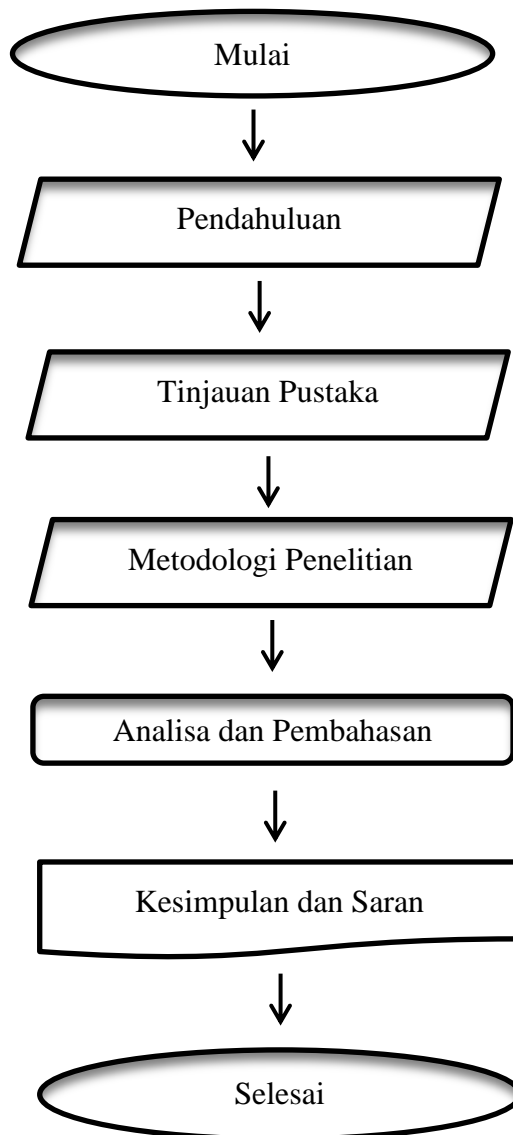 Mulai
Pendahuluan
Tinjauan Pustaka
Metodologi Penelitian
Analisa dan Pembahasan
Kesimpulan dan Saran
Selesai